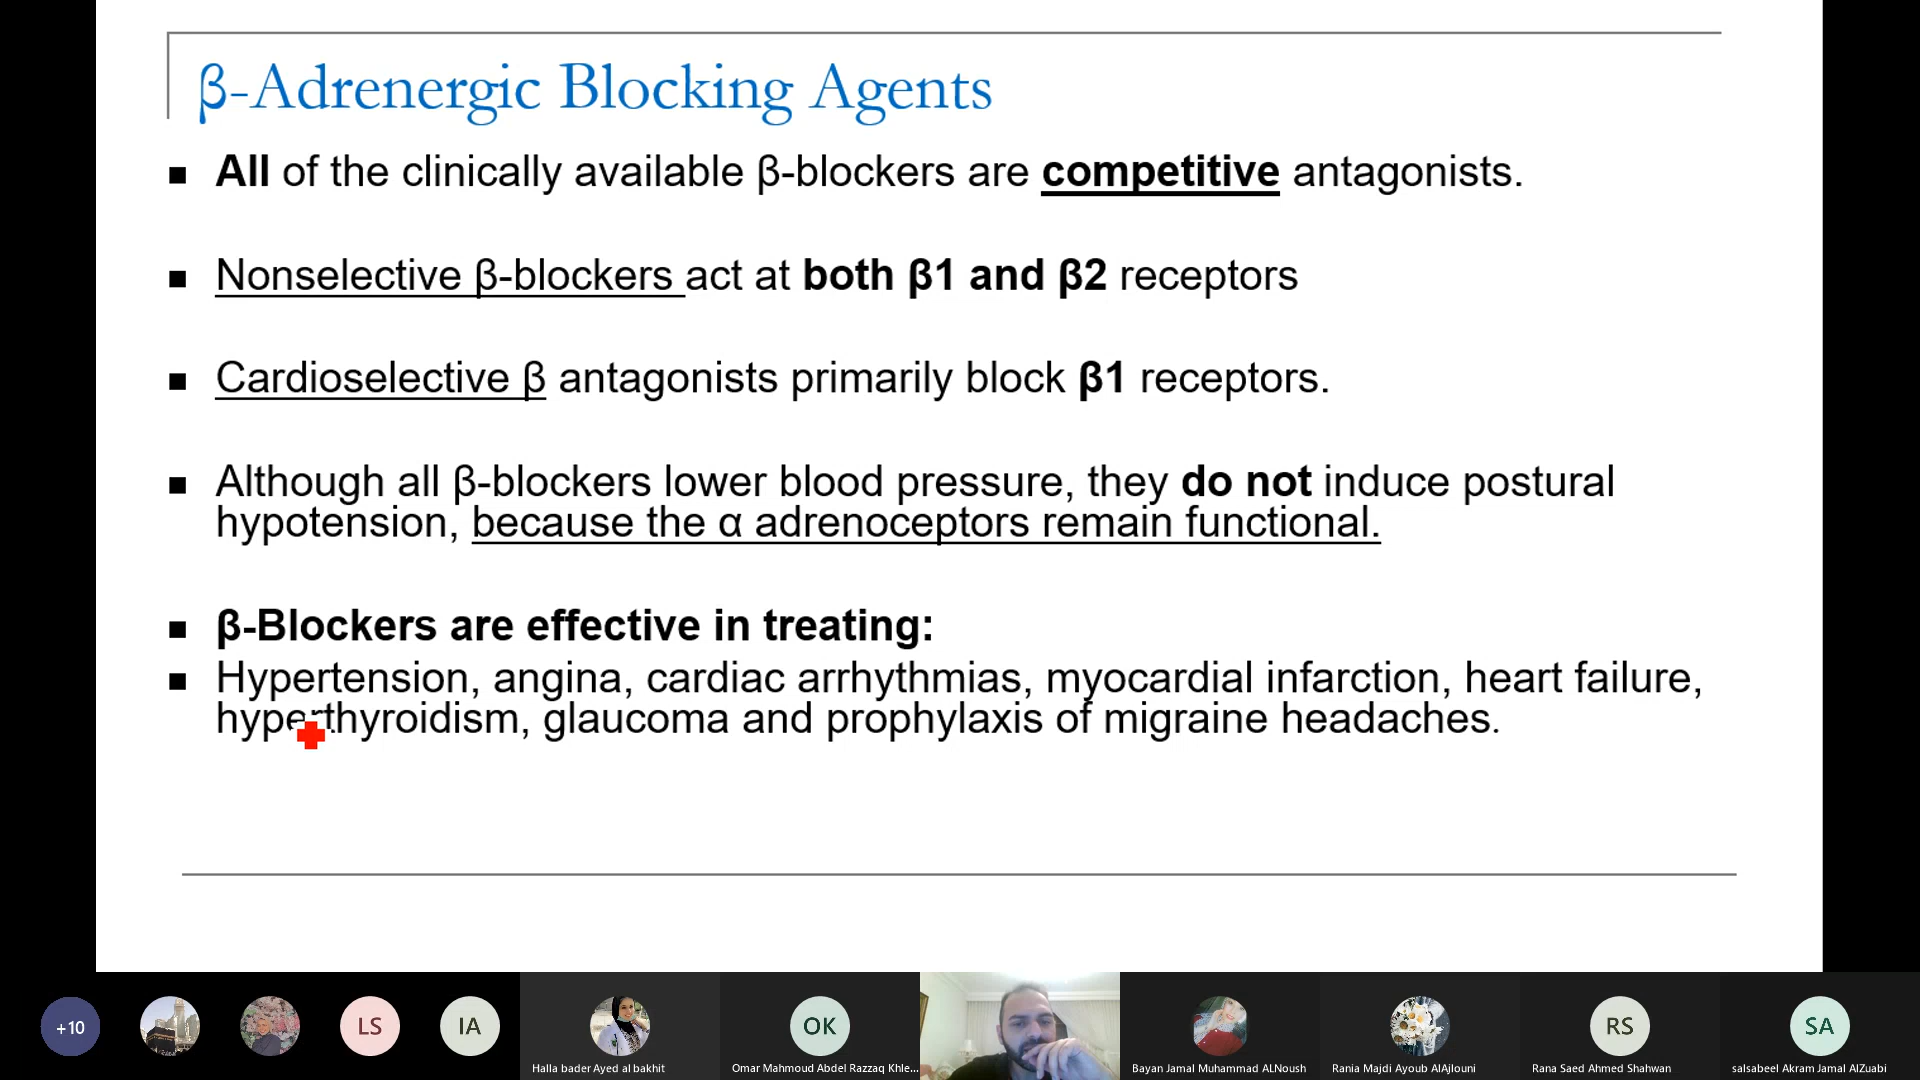 β-Adrenergic Blocking Agents
All of the clinically available β-blockers are competitive antagonists.
Nonselective β-blockers act at both β1 and β2 receptors
Cardioselective β antagonists primarily block β1 receptors.
Although all β-blockers lower blood pressure, they do not induce postural
hypotension, because the α adrenoceptors remain functional.
β-Blockers are effective in treating:
Hypertension, angina, cardiac arrhythmias, myocardial infarction, heart failure,
hyperthyroidism, glaucoma and prophylaxis of migraine headaches.
+10
LS
IA
OK
RS
SA
Halla bader Ayed al bakhit
Omar Mahmoud Abdel Razzaq Khle...
Bayan Jamal Muhammad ALNoush
Rania Majdi Ayoub AlAjlouni
Rana Saed Ahmed Shahwan
salsabeel Akram Jamal AlZuabi